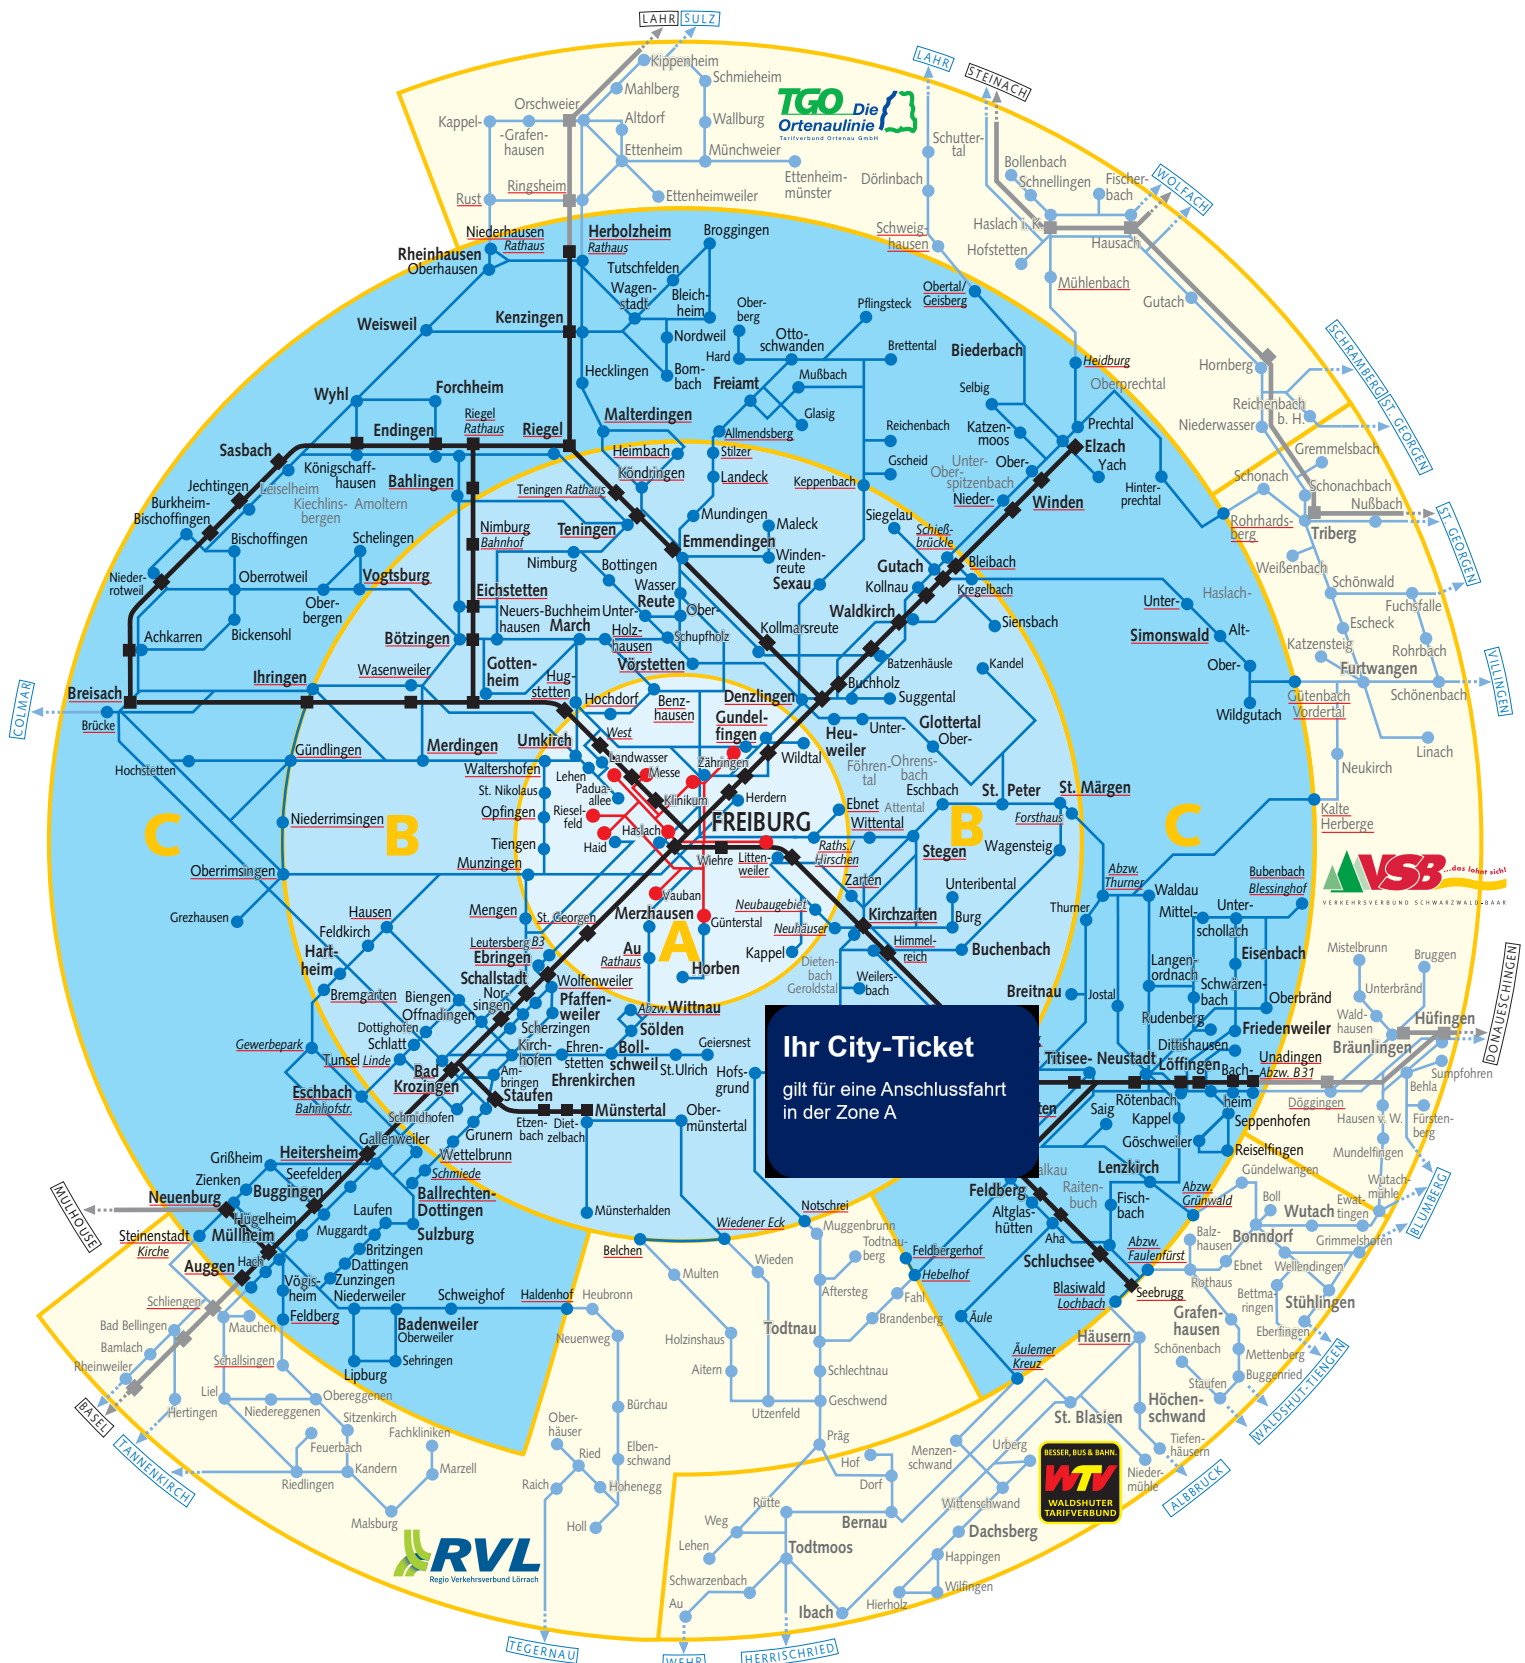 LAHR
SULZ
Kippenheim
Schmieheim
Mahlberg
Orschweier
Kappel-
-Grafen-
hausen
Altdorf
Wallburg
Ettenheim
Münchweier
Ettenheim-
münster
Ringsheim
Rust
Ettenheimweiler
TGO Die
Ortenaulinie
Tarifverbund Ortenau GmbH
LAHR
STEINACH
Schutter-
tal
Dörlinbach
Schweig-
hausen
Bollenbach
Schnellingen
Fischer-
bach
WOLFACH
Haslach i. K.
Hausach
Hofstetten
Mühlenbach
Gutach
Hornberg
SCHRAMBERG
ST. GEORGEN
Reichenbach
b. H.
Niederwasser
Gremmelsbach
Schonach
Schonachbach
Nußbach
ST. GEORGEN
Triberg
Rohrhards-
berg
Weißenbach
Schönwald
Fuchsfalle
Escheck
Katzensteig
Rohrbach
Furtwangen
Schönenbach
VILLINGEN
Gütenbach
Vordertal
Linach
Neukirch
Kalte
Herberge
Niederhausen
Rathaus
Rheinhausen
Oberhausen
Herbolzheim
Rathaus
Broggingen
Tutschfelden
Wagen-
stadt
Bleich-
heim
Weisweil
Kenzingen
Nordweil
Bom-
bach
Hecklingen
Ober-
berg
Hard
Otto-
schwanden
Pflingsteck
Brettental
Mußbach
Freiamt
Glasig
Allmendsberg
Stilzer
Landeck
Reichenbach
Gscheid
Keppenbach
Obertal/
Geisberg
Biederbach
Heidburg
Oberprechtal
Selbig
Prechtal
Katzen-
moos
Elzach
Yach
Unter-
Ober-
spitzenbach
Ober-
Nieder-
Winden
Hinter-
prechtal
Wyhl
Forchheim
Endingen
Riegel
Rathaus
Riegel
Malterdingen
Heimbach
Köndringen
Teningen Rathaus
Teningen
Sasbach
Königschaff-
hausen
Leiselheim
Kiechlins-
bergen
Amoltern
Bahlingen
Jechtingen
Burkheim-
Bischoffingen
Bischoffingen
Schelingen
Nimburg
Bahnhof
Nimburg
Mundingen
Emmendingen
Maleck
Winden-
reute
Sexau
Siegelau
Schieß-
brückle
Gutach
Bleibach
Kregelbach
Kollnau
Waldkirch
Siensbach
Kandel
Batzenhäusle
Buchholz
Suggental
Kollmarsreute
Nieder-
rotweil
Oberrotweil
Ober-
bergen
Vogtsburg
Eichstetten
Bickensohl
Achkarren
Bötzingen
Neuers-
hausen
Buchheim
March
Bottingen
Wasser
Reute
Unter-
Ober-
Holz-
hausen
Schupfholz
Vörstetten
Unter-
Haslach-
Simonswald
Alt-
Ober-
Wildgutach
COLMAR
Breisach
Brücke
Ihringen
Wasenweiler
Gotten-
heim
Hug-
stetten
Hochdorf
Benz-
hausen
Denzlingen
Gundel-
fingen
Heu-
weiler
Unter-
Glottertal
Ober-
Wildtal
Föhren-
tal
Ohrens-
bach
Eschbach
St. Peter
St. Märgen
Forsthaus
Hochstetten
Gündlingen
Merdingen
Umkirch
West
Waltershofen
Landwasser
Messe
Zähringen
Lehen
Padua-
allee
Klinikum
Herdern
St. Nikolaus
Opfingen
Riesel-
feld
Haslach
Haid
Tiengen
Munzingen
FREIBURG
Wiehre
Litten-
weiler
Ebnet
Attental
Wittental
Raths./
Hirschen
Stegen
Wagensteig
C
B
B
C
A
Niederrimsingen
Oberrimsingen
Grezhausen
Hausen
Feldkirch
Hart-
heim
Bremgarten
Gewerbepark
Mengen
St. Georgen
Leutersberg B3
Ebringen
Schallstadt
Wolfenweiler
Vauban
Merzhausen
Günterstal
Au
Rathaus
Horben
Neubaugebiet
Neuhäuser
Kappel
Zarten
Kirchzarten
Unteribental
Burg
Himmel-
reich
Buchenbach
Dieten-
bach
Geroldstal
Weilers-
bach
Abzw.
Thurner
Thurner
Waldau
Mittel-
Unter-
schollach
Bubenbach
Blessinghof
Langen-
ordnach
Eisenbach
Schwärzen-
bach
Oberbränd
Breitnau
Jostal
Rudenberg
Friedenweiler
Dittishausen
VSB
...das lohnt sich!
VERKEHRSVERBUND SCHWARZWALD-BAAR
Mistelbrunn
Bruggen
Unterbränd
Wald-
hausen
Hüfingen
DONAUESCHINGEN
Bräunlingen
Sumpfohren
Behla
Döggingen
Hausen v. W.
Fürsten-
berg
Mundelfingen
Nor-
singen
Biengen
Offnadingen
Dottighofen
Schlatt
Tunsel Linde
Bad
Krozingen
Pfaffen-
weiler
Scherzingen
Kirch-
hofen
Ehren-
stetten
Abzw. Wittnau
Sölden
Boll-
schweil
St. Ulrich
Geiersnest
Hofs-
grund
Am-
bringen
Ehrenkirchen
Staufen
Ihr City-Ticket
gilt für eine Anschlussfahrt
in der Zone A
Titisee- Neustadt
Löffingen
Bach-
heim
Unadingen
Abzw. B31
Rötenbach
Seppenhofen
Kappel
Saig
Göschweiler
Reiselfingen
Eschbach
Bahnhofstr.
Schmidhofen
Gallenweiler
Heitersheim
Etzen-
bach
Diet-
zelbach
Münstertal
Ober-
münstertal
Grunern
Wettelbrunn
Schmiede
Ballrechten-
Dottingen
Grißheim
Zienken
Seefelden
Neuenburg
Buggingen
MULHOUSE
Steinenstadt
Kirche
Hügelheim
Müllheim
Hach
Auggen
Muggardt
Laufen
Sulzburg
Britzingen
Dattingen
Zunzingen
Vögis-
heim
Feldberg
Niederweiler
Badenweiler
Oberweiler
Schweighof
Haldenhof
Lipburg
Sehringen
Münsterhalden
Belchen
Wiedener Eck
Notschrei
Feldberg
Altglas-
hütten
Aha
Schluchsee
Raiten-
buch
Lenzkirch
Fisch-
bach
Abzw.
Grünwald
Abzw.
Faulenfürst
Feldbergerhof
Hebelhof
Blasiwald
Lochbach
Seebrugg
Äule
Äulemer
Kreuz
Gündelwangen
Boll
Wutach
Ewat-
tingen
Wutach-
mühle
BLUMBERG
Bonndorf
Balz-
hausen
Ebnet
Grimmelshofen
Wellendingen
Rothaus
Bettma-
ringen
Stühlingen
Grafen-
hausen
Eberfingen
Mettenberg
Buggenried
Schönenbach
Staufen
WALDSHUT-TIENGEN
Häusern
Höchen-
schwand
St. Blasien
Tiefen-
häusern
Nieder-
mühle
ALBBRUCK
Schliengen
Mauchen
Bad Bellingen
Bamlach
Rheinweiler
BASEL
Schallsingen
Liel
Hertingen
Niedereggenen
Obereggenen
Sitzenkirch
Feuerbach
Kandern
Riedlingen
TANNENKIRCH
Fachkliniken
Marzell
Malsburg
Heubronn
Neuenweg
Bürchau
Ober-
häuser
Ried
Elben-
schwand
Raich
Hohenegg
Holl
TEGERNAU
RVL
Regio Verkehrsverbund Lörrach
Multen
Wieden
Muggenbrunn
Todtnau-
berg
Aftersteg
Fahl
Brandenberg
Todtnau
Holzinshaus
Aitern
Schlechtnau
Utzenfeld
Geschwend
Präg
Hof
Dorf
Menzen-
schwand
Urberg
Wittenschwand
Rütte
Weg
Lehen
Bernau
Dachsberg
Todtmoos
Happingen
Wilfingen
Hierholz
Schwarzenbach
Au
Ibach
WEHR
HERRISCHRIED
BESSER, BUS & BAHN.
WTV
WALDSHUTER
TARIFVERBUND